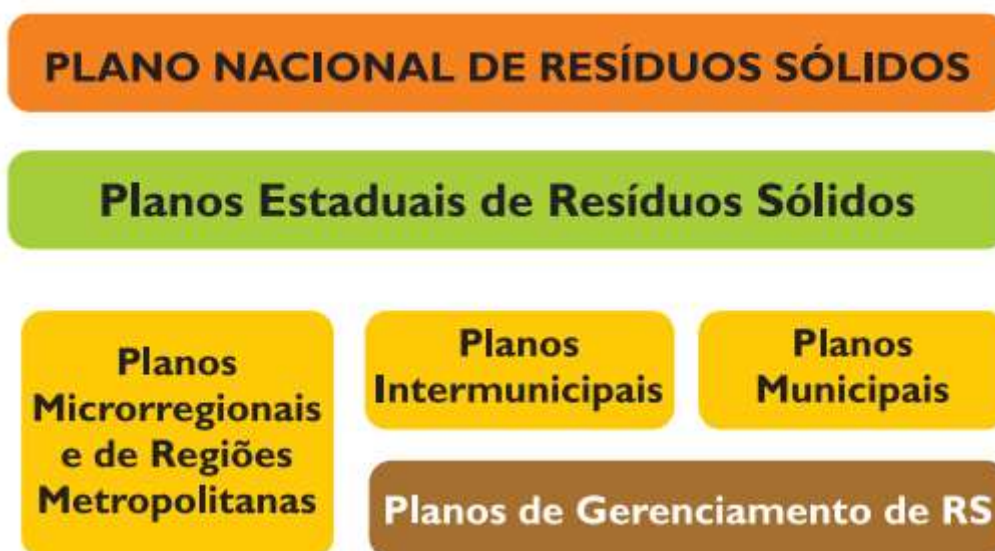 PLANO NACIONAL DE RESÍDUOS SÓLIDOS
Planos Estaduais de Resíduos Sólidos
Planos
Microrregionais
e de Regiões
Metropolitanas
Planos
Intermunicipais
Planos
Municipais
Planos de Gerenciamento de RS